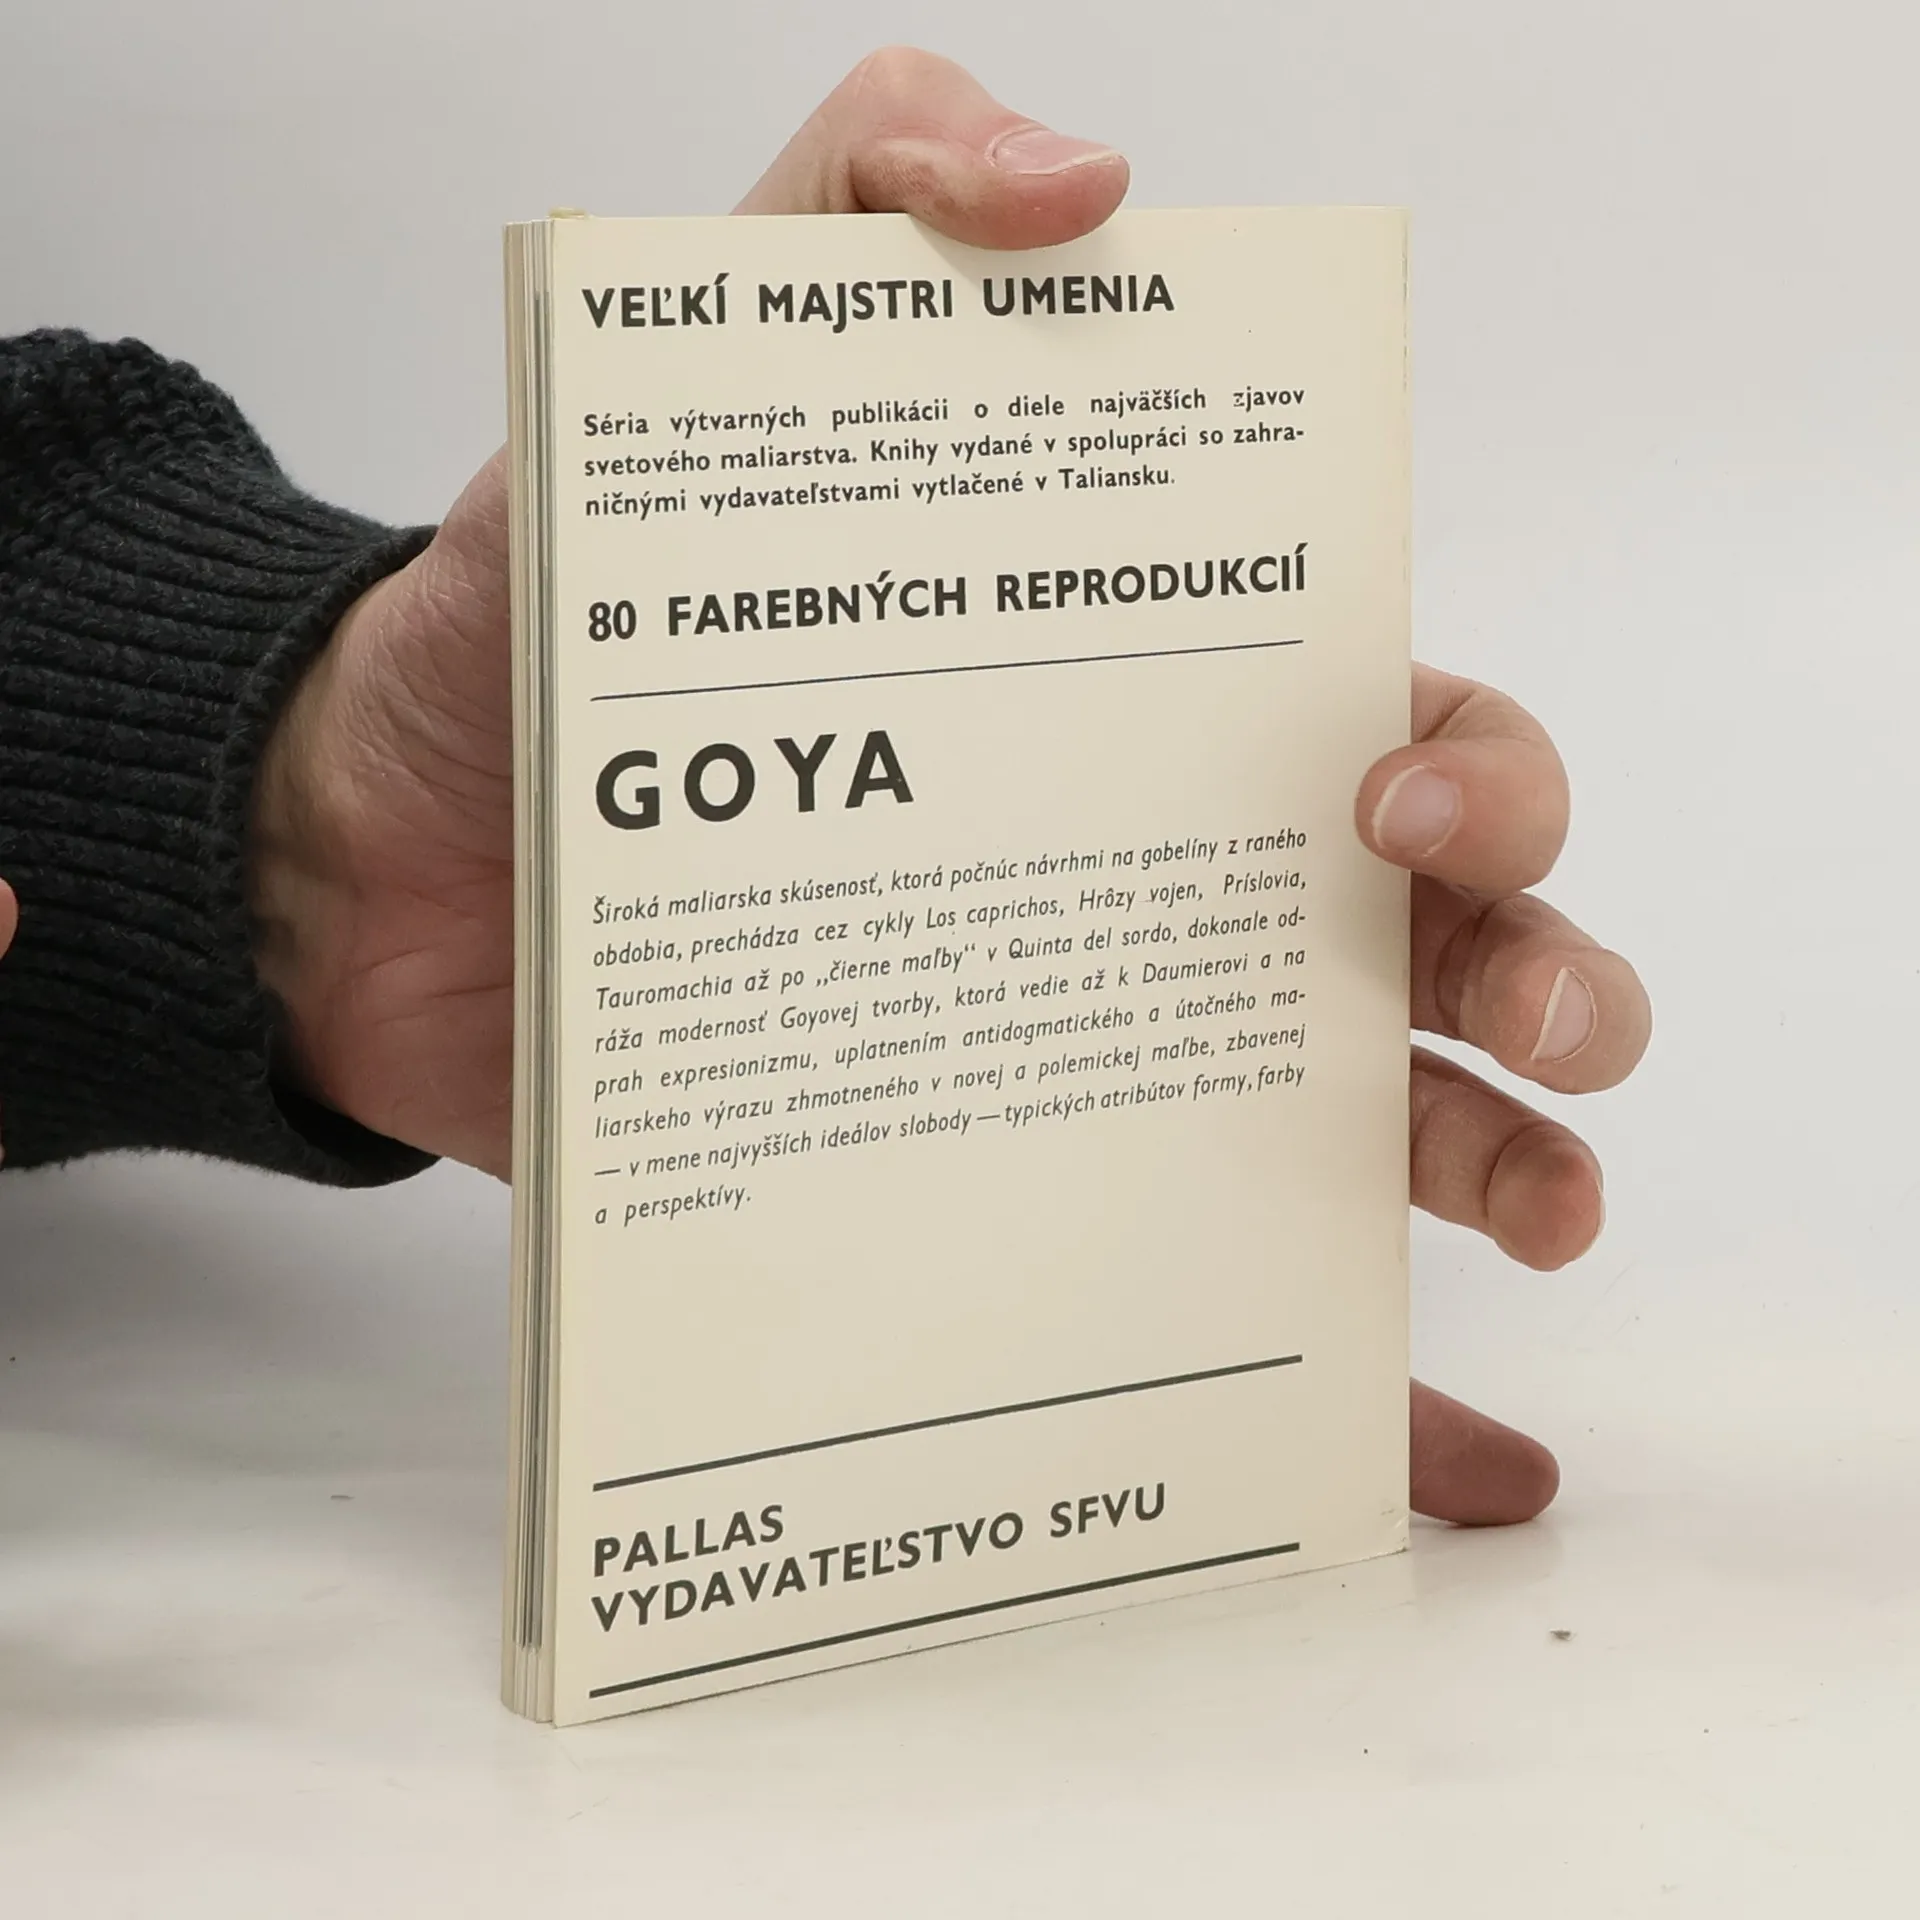 VEĽKÍ MAJSTRI UMENIA
Séria výtvarných publikácii o diele najväčších zjavov
svetového maliarstva. Knihy vydané v spolupráci so zahra-
ničnými vydavateľstvami vytlačené v Taliansku.
80 FAREBNÝCH REPRODUKCIÍ
GOYA
Široká maliarska skúsenosť, ktorá počnúc návrhmi na gobelíny z raného
obdobia, prechádza cez cykly Los caprichos, Hrôzy vojen, Príslovia,
Tauromachia až po „čierne maľby“ v Quinta del sordo, dokonale od-
ráža modernosť Goyovej tvorby, ktorá vedie až k Daumierovi a na
prah expresionizmu, uplatnením antidogmatického a útočného ma-
liarskeho výrazu zhmotneného v novej a polemickej maľbe, zbavenej
— v mene najvyšších ideálov slobody — typických atribútov formy, farby
a perspektívy.
PALLAS
VYDAVATEĽSTVO SFVU